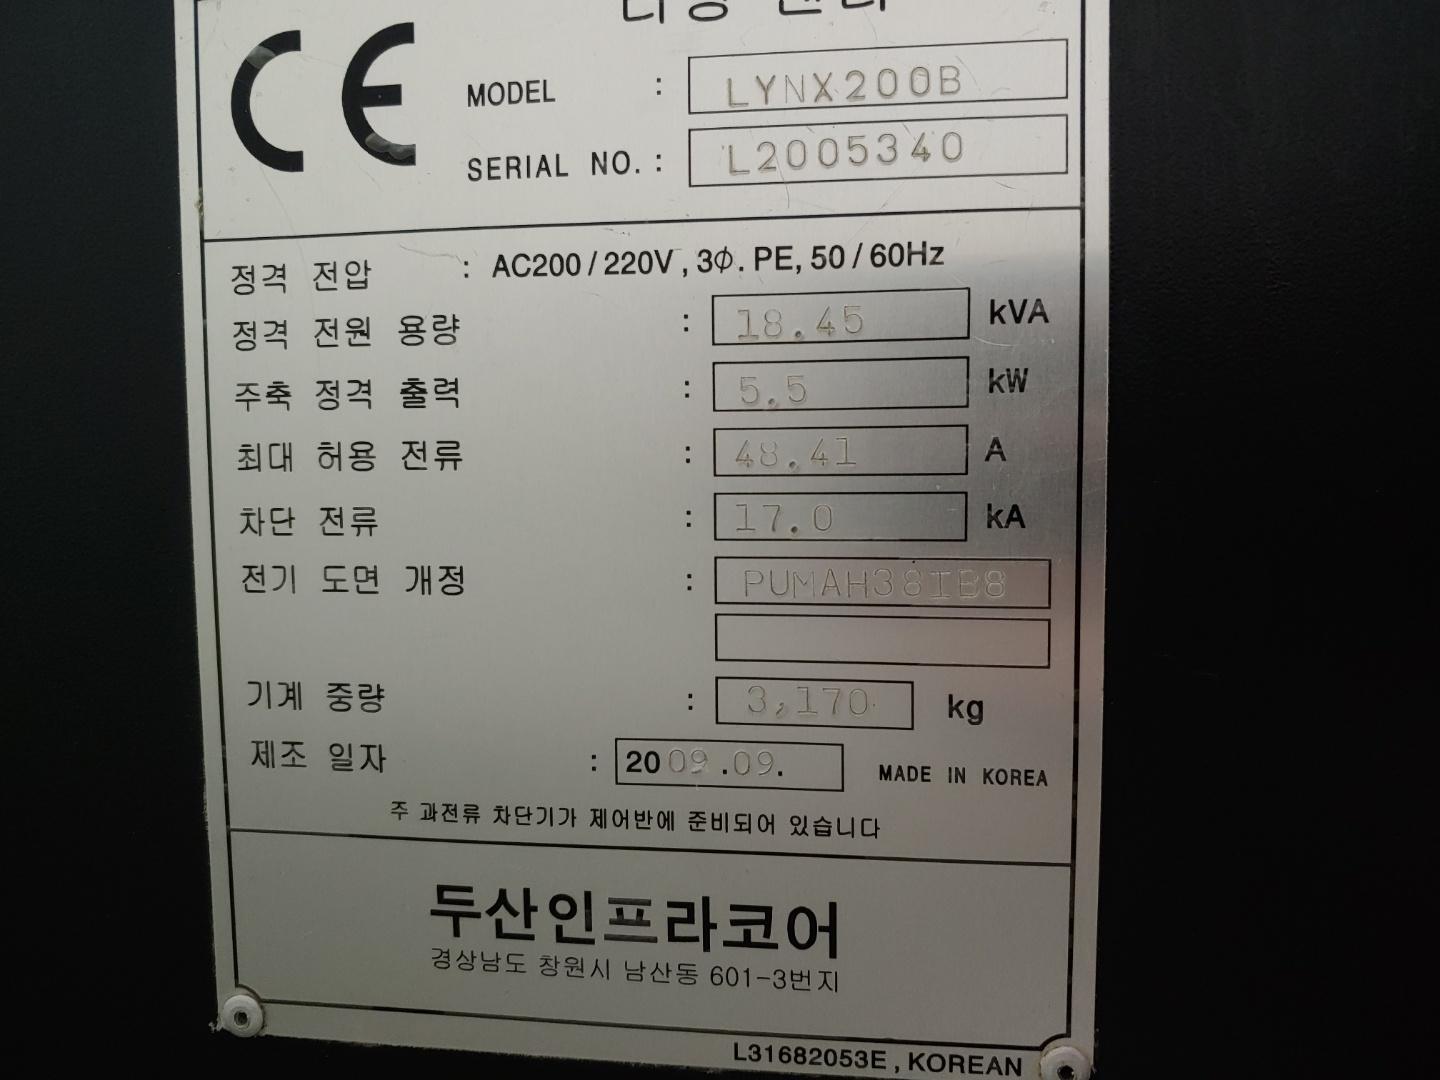 CE
MODEL : LYNX200B
SERIAL NO. : L2005340
정격 전압 : AC200/220V, 3Φ. PE, 50/60Hz
정격 전원 용량 : 18.45 kVA
주축 정격 출력 : 5.5 kW
최대 허용 전류 : 48.41 A
차단 전류 : 17.0 kA
전기 도면 개정 : PUMAH38IB8
기계 중량 : 3,170 kg
제조 일자 : 2009.09. MADE IN KOREA
주 과전류 차단기가 제어반에 준비되어 있습니다
두산인프라코어
경상남도 창원시 남산동 601-3번지
L31682053E, KOREAN